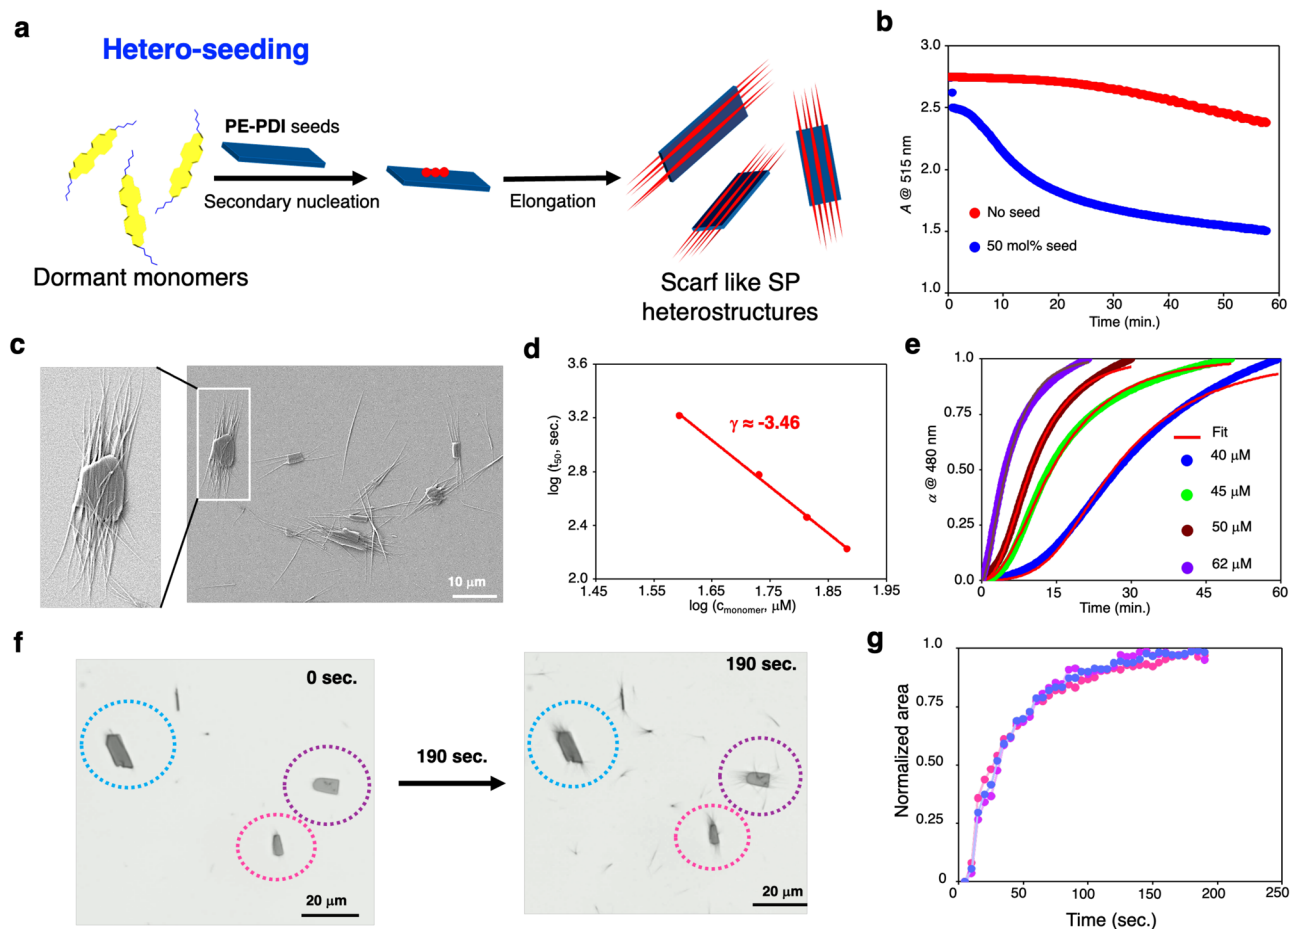 a
Hetero-seeding
PE-PDI seeds
Secondary nucleation
Elongation
Dormant monomers
Scarf like SP
heterostructures
b
3.0
2.5
2.0
1.5
1.0
A @ 515 nm
No seed
50 mol% seed
0
10
20
30
40
50
60
Time (min.)
c
10 μm
d
3.6
3.2
2.8
2.4
2.0
log (t50, sec.)
γ ≈ -3.46
1.45
1.55
1.65
1.75
1.85
1.95
log (cmonomer, μM)
e
1.0
0.75
0.50
0.25
0.0
α @ 480 nm
Fit
40 μM
45 μM
50 μM
62 μM
0
15
30
45
60
Time (min.)
f
0 sec.
20 μm
190 sec.
190 sec.
20 μm
g
1.0
0.75
0.50
0.25
0
Normalized area
0
50
100
150
200
250
Time (sec.)